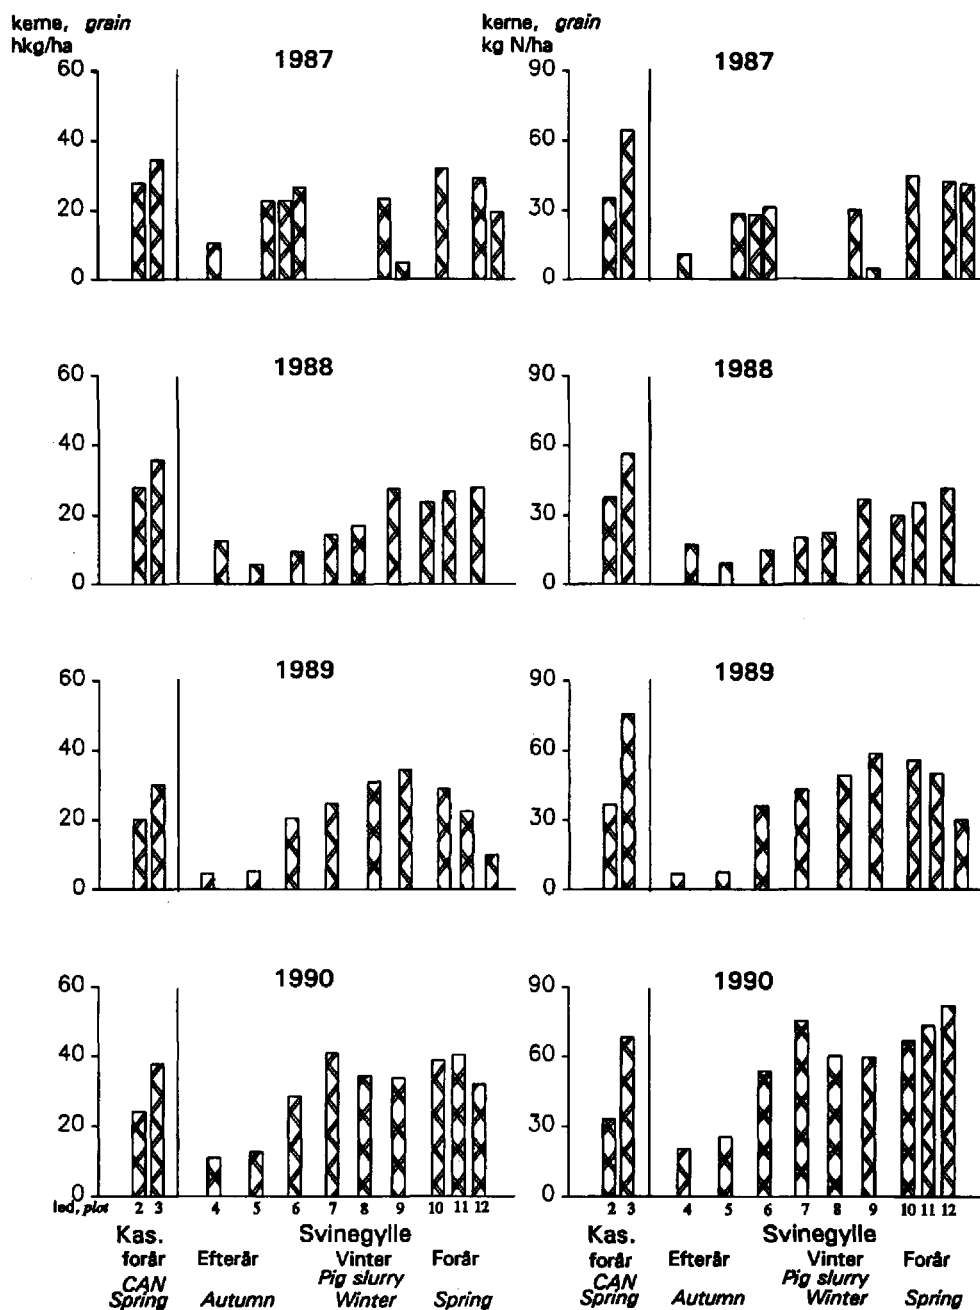 kerne, grain
hkg/ha
kerne, grain
kg N/ha
1987
60
40
20
0
1987
90
60
30
0
1988
60
40
20
0
1988
90
60
30
0
1989
60
40
20
0
1989
90
60
30
0
1990
60
40
20
0
1990
90
60
30
0
led, plot 2 3 4 5 6 7 8 9 10 11 12
Kas. Svinegylle
forår Efterår Vinter Forår
CAN Pig slurry
Spring Autumn Winter Spring
2 3 4 5 6 7 8 9 10 11 12
Kas. Svinegylle
forår Efterår Vinter Forår
CAN Pig slurry
Spring Autumn Winter Spring